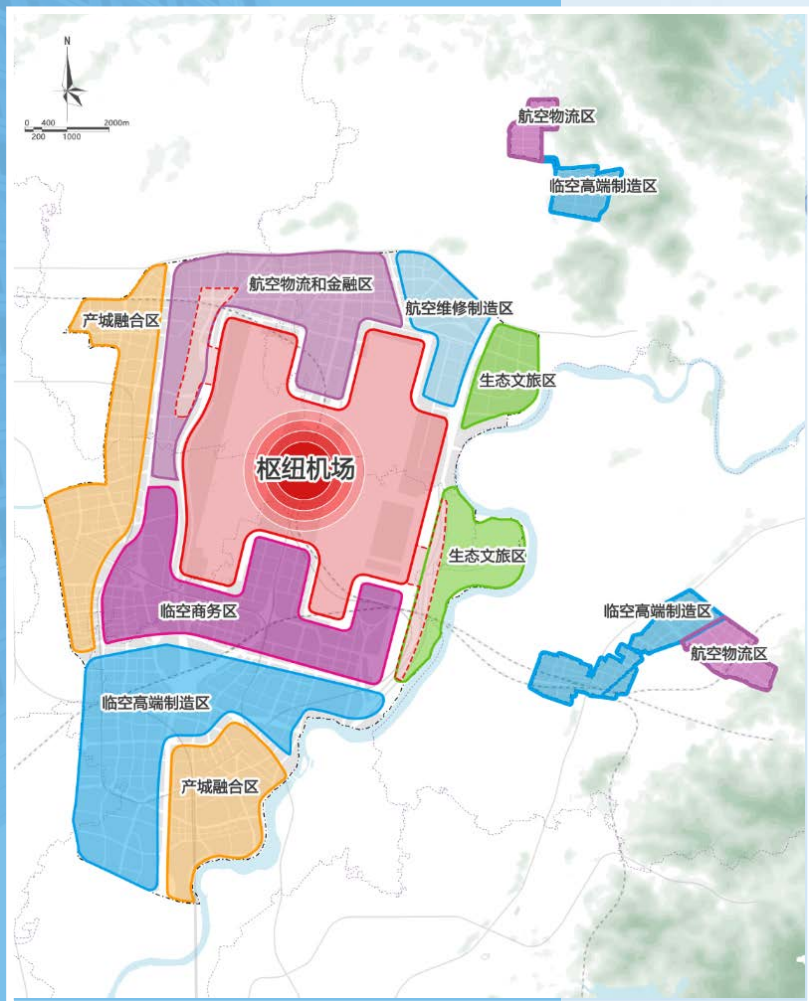 N
0 400 2000m
200 1000
航空物流区
临空高端制造区
航空物流和金融区
航空维修制造区
产城融合区
生态文旅区
枢纽机场
生态文旅区
临空商务区
临空高端制造区
航空物流区
临空高端制造区
产城融合区